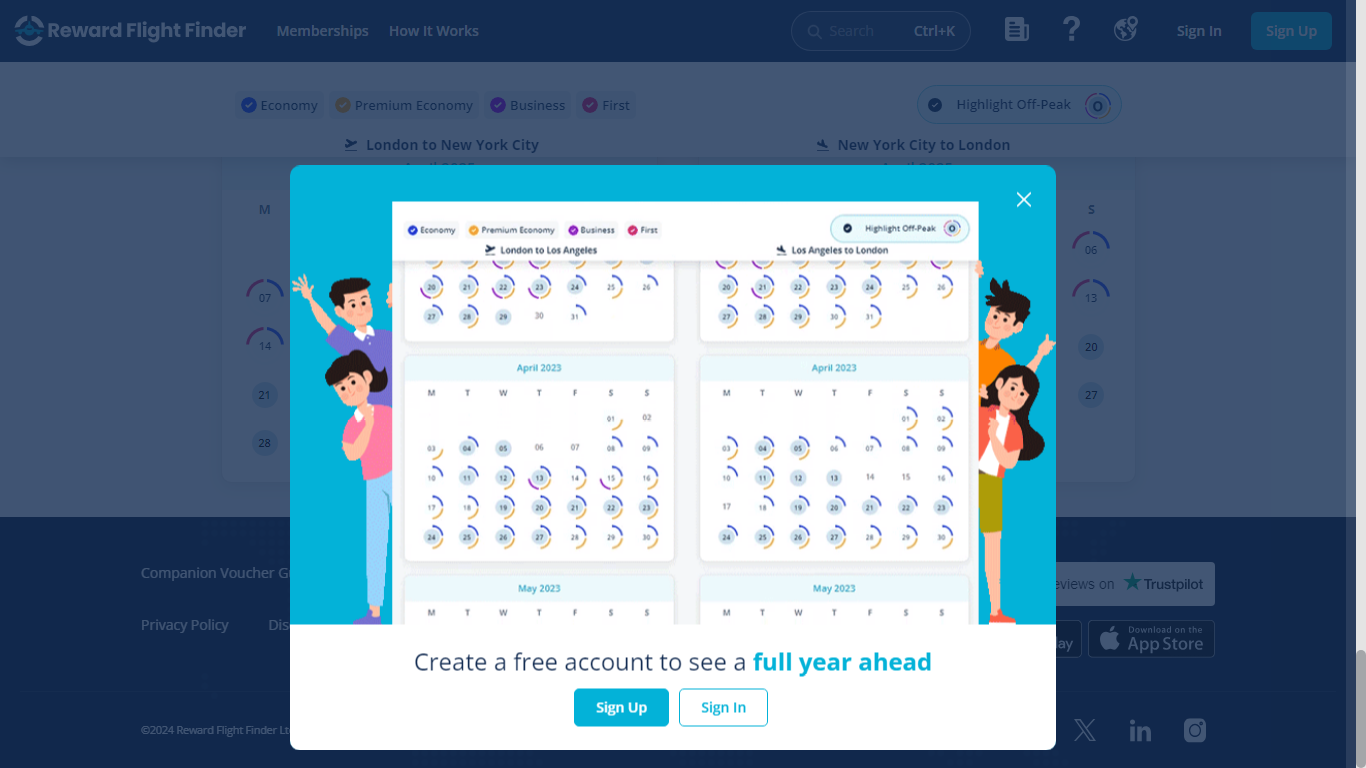 Reward Flight Finder Memberships How It Works Search Ctrl+K Sign In Sign Up
Economy Premium Economy Business First Highlight Off-Peak
London to New York City New York City to London
M S
06
07 13
14 20
21 27
28
Economy Premium Economy Business First Highlight Off-Peak
London to Los Angeles Los Angeles to London
20 21 22 23 24 25 26 20 21 22 23 24 25 26
27 28 29 30 31 27 28 29 30 31
April 2023 April 2023
M T W T F S S M T W T F S S
01 02 01 02
03 04 05 06 07 08 09 03 04 05 06 07 08 09
10 11 12 13 14 15 16 10 11 12 13 14 15 16
17 18 19 20 21 22 23 17 18 19 20 21 22 23
24 25 26 27 28 29 30 24 25 26 27 28 29 30
May 2023 May 2023
M T W T F S S M T W T F S S
Create a free account to see a full year ahead
Sign Up Sign In
Companion Voucher G
eviews on Trustpilot
Privacy Policy Dis
ay Download on the
App Store
©2024 Reward Flight Finder Lt